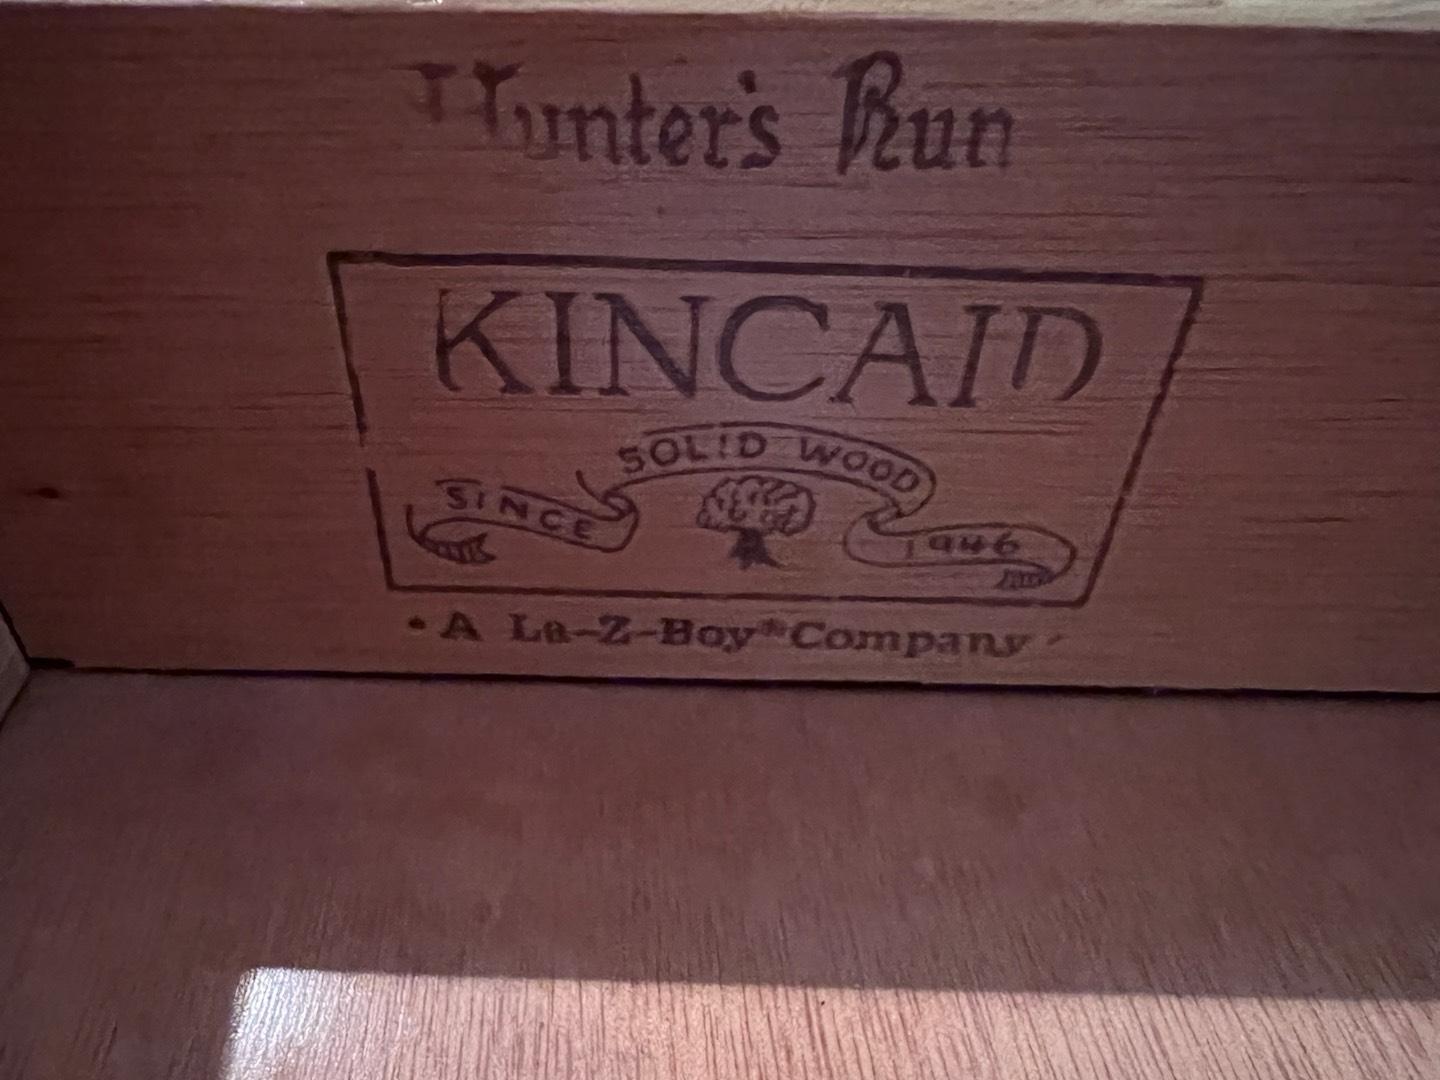 Hunter's Run
KINCAID
SINCE SOLID WOOD 1946
• A La-Z-Boy® Company •